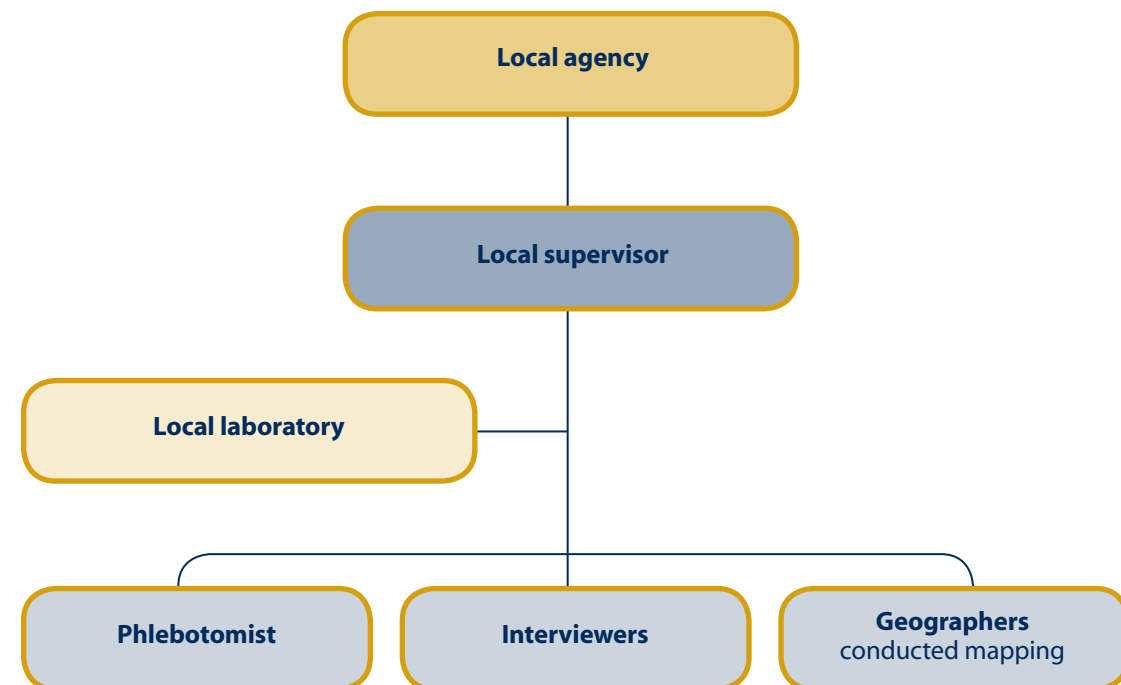 Local agency
Local supervisor
Local laboratory
Phlebotomist
Interviewers
Geographers
conducted mapping